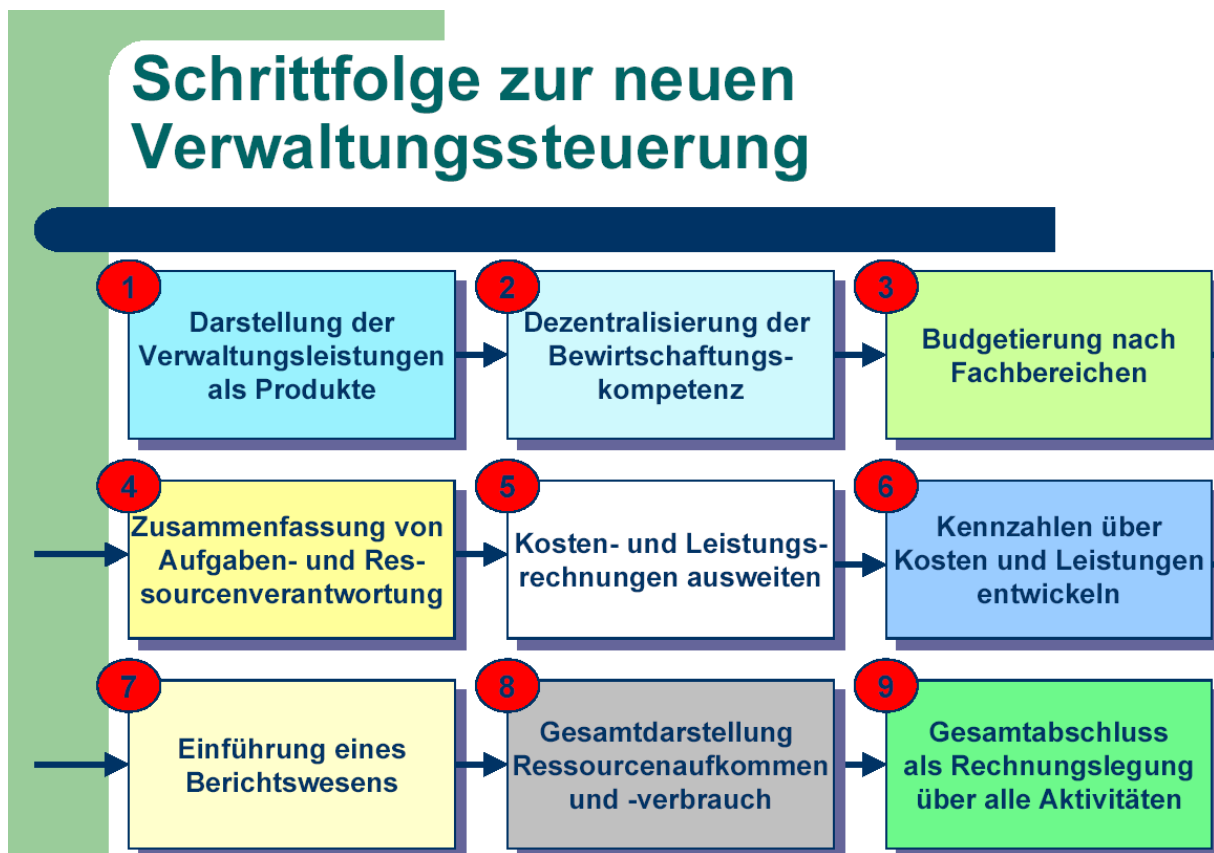 Schrittfolge zur neuen
Verwaltungssteuerung
1
Darstellung der
Verwaltungsleistungen
als Produkte
2
Dezentralisierung der
Bewirtschaftungs-
kompetenz
3
Budgetierung nach
Fachbereichen
4
Zusammenfassung von
Aufgaben- und Res-
sourcenverantwortung
5
Kosten- und Leistungs-
rechnungen ausweiten
6
Kennzahlen über
Kosten und Leistungen
entwickeln
7
Einführung eines
Berichtswesens
8
Gesamtdarstellung
Ressourcenaufkommen
und -verbrauch
9
Gesamtabschluss
als Rechnungslegung
über alle Aktivitäten